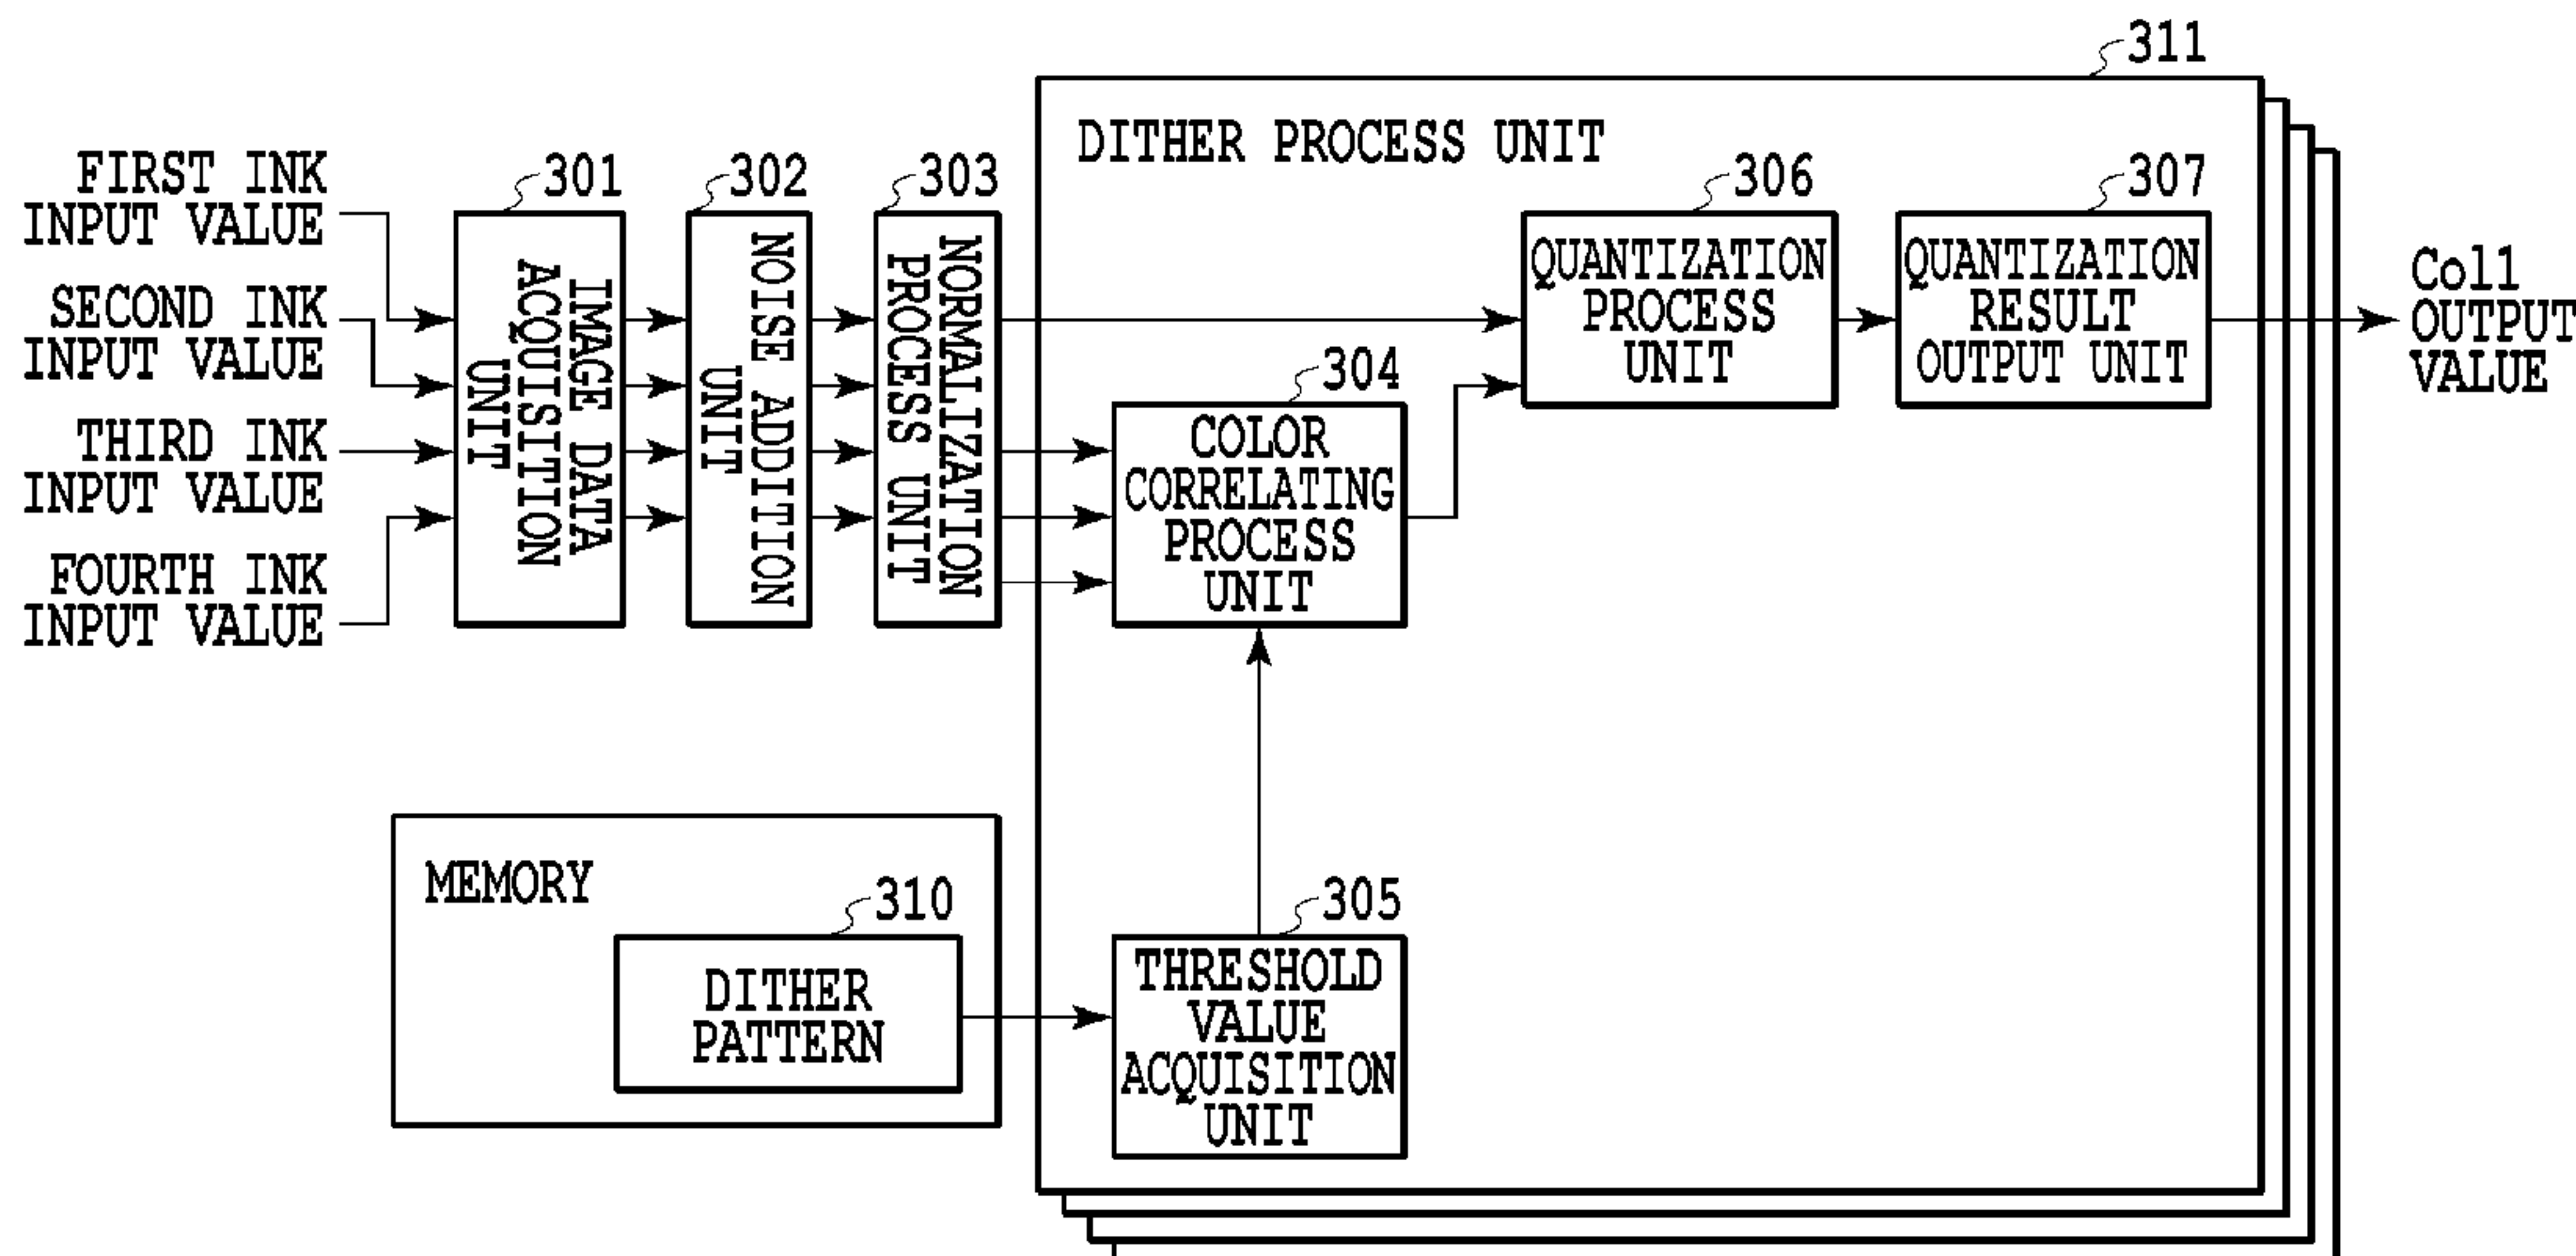 311
DITHER PROCESS UNIT
FIRST INK
INPUT VALUE
SECOND INK
INPUT VALUE
THIRD INK
INPUT VALUE
FOURTH INK
INPUT VALUE
301
IMAGE DATA
ACQUISITION
UNIT
302
NOISE ADDITION
UNIT
303
NORMALIZATION
PROCESS UNIT
304
COLOR
CORRELATING
PROCESS
UNIT
306
QUANTIZATION
PROCESS
UNIT
307
QUANTIZATION
RESULT
OUTPUT UNIT
Col1
OUTPUT
VALUE
MEMORY
310
DITHER
PATTERN
305
THRESHOLD
VALUE
ACQUISITION
UNIT